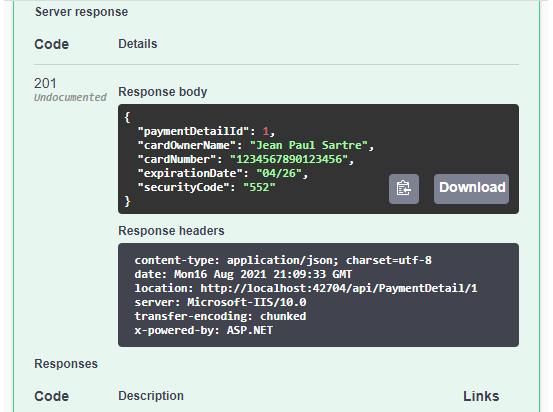 Server response
Code Details
201
Undocumented
Response body
{
"paymentDetailId": 1,
"cardOwnerName": "Jean Paul Sartre",
"cardNumber": "1234567890123456",
"expirationDate": "04/26",
"securityCode": "552"
}
Download
Response headers
content-type: application/json; charset=utf-8
date: Mon16 Aug 2021 21:09:33 GMT
location: http://localhost:42704/api/PaymentDetail/1
server: Microsoft-IIS/10.0
transfer-encoding: chunked
x-powered-by: ASP.NET
Responses
Code Description Links